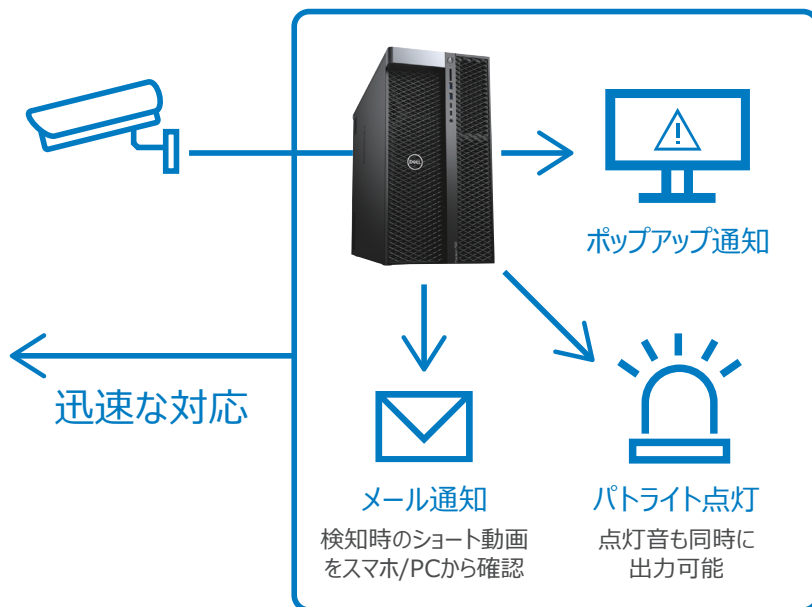 DELL
ポップアップ通知
迅速な対応
メール通知
検知時のショート動画
をスマホ/PCから確認
パトライト点灯
点灯音も同時に
出力可能